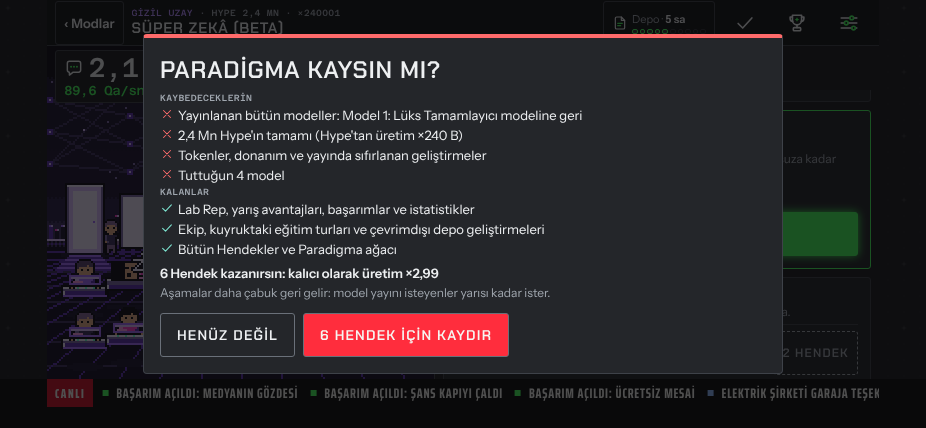 ‹ Modlar
GİZİL UZAY · HYPE 2,4 MN · ×240001
SÜPER ZEKÂ (BETA)
Depo · 5 sa
2,1
89,6 Qa/sn
PARADİGMA KAYSIN MI?
KAYBEDECEKLERİN
Yayınlanan bütün modeller: Model 1: Lüks Tamamlayıcı modeline geri
2,4 Mn Hype'ın tamamı (Hype'tan üretim ×240 B)
Tokenler, donanım ve yayında sıfırlanan geliştirmeler
Tuttuğun 4 model
KALANLAR
Lab Rep, yarış avantajları, başarımlar ve istatistikler
Ekip, kuyruktaki eğitim turları ve çevrimdışı depo geliştirmeleri
Bütün Hendekler ve Paradigma ağacı
6 Hendek kazanırsın: kalıcı olarak üretim ×2,99
Aşamalar daha çabuk geri gelir: model yayını isteyenler yarısı kadar ister.
HENÜZ DEĞİL
6 HENDEK İÇİN KAYDIR
uza kadar
a.
2 HENDEK
CANLI
BAŞARIM AÇILDI: MEDYANIN GÖZDESİ
BAŞARIM AÇILDI: ŞANS KAPIYI ÇALDI
BAŞARIM AÇILDI: ÜCRETSİZ MESAİ
ELEKTRİK ŞİRKETİ GARAJA TEŞEK